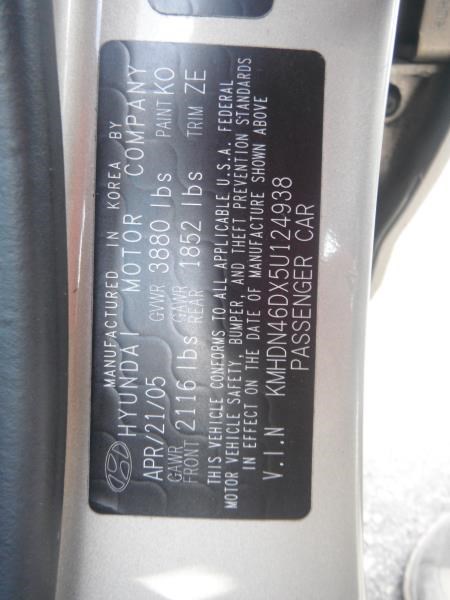 MANUFACTURED IN KOREA BY
HYUNDAI MOTOR COMPANY
APR/21/05 GVWR 3880 lbs PAINT KO
GAWR FRONT 2116 lbs GAWR REAR 1852 lbs TRIM ZE
THIS VEHICLE CONFORMS TO ALL APPLICABLE U.S.A. FEDERAL
MOTOR VEHICLE SAFETY, BUMPER, AND THEFT PREVENTION STANDARDS
IN EFFECT ON THE DATE OF MANUFACTURE SHOWN ABOVE
V.I.N KMHDN46DX5U124938
PASSENGER CAR